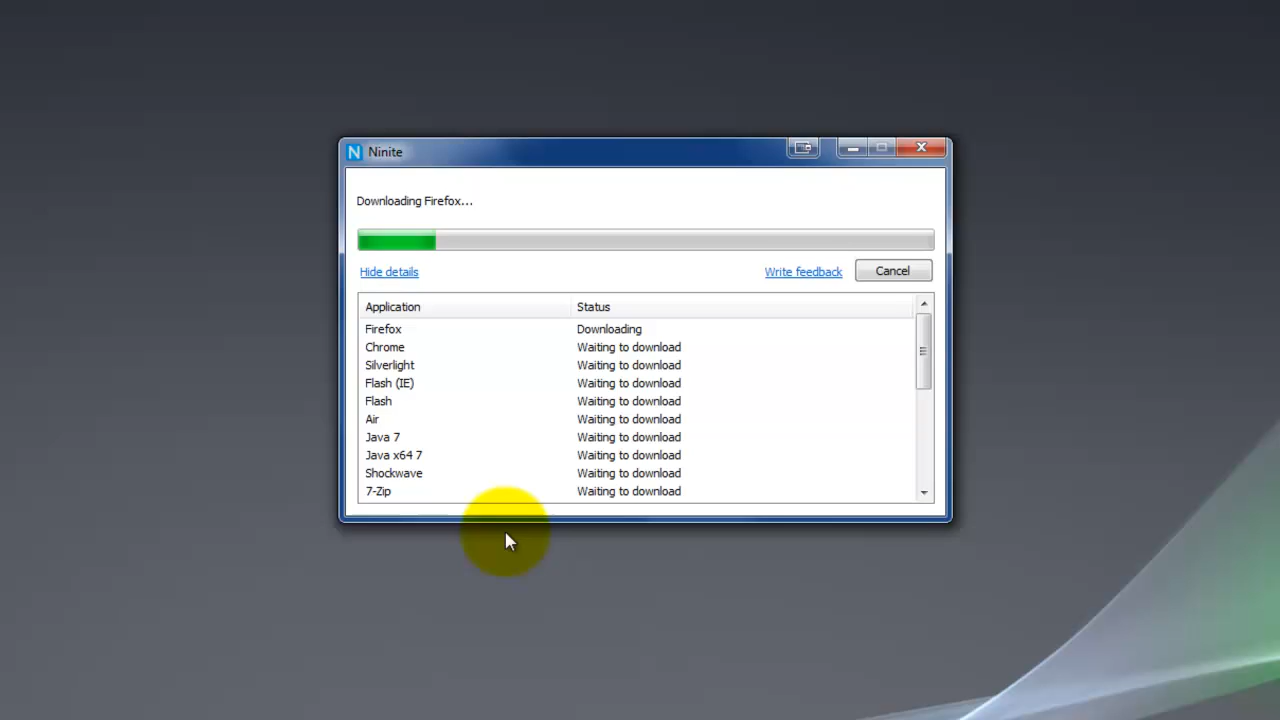 Ninite
Downloading Firefox...
Hide details
Write feedback
Cancel
Application Status
Firefox Downloading
Chrome Waiting to download
Silverlight Waiting to download
Flash (IE) Waiting to download
Flash Waiting to download
Air Waiting to download
Java 7 Waiting to download
Java x64 7 Waiting to download
Shockwave Waiting to download
7-Zip Waiting to download